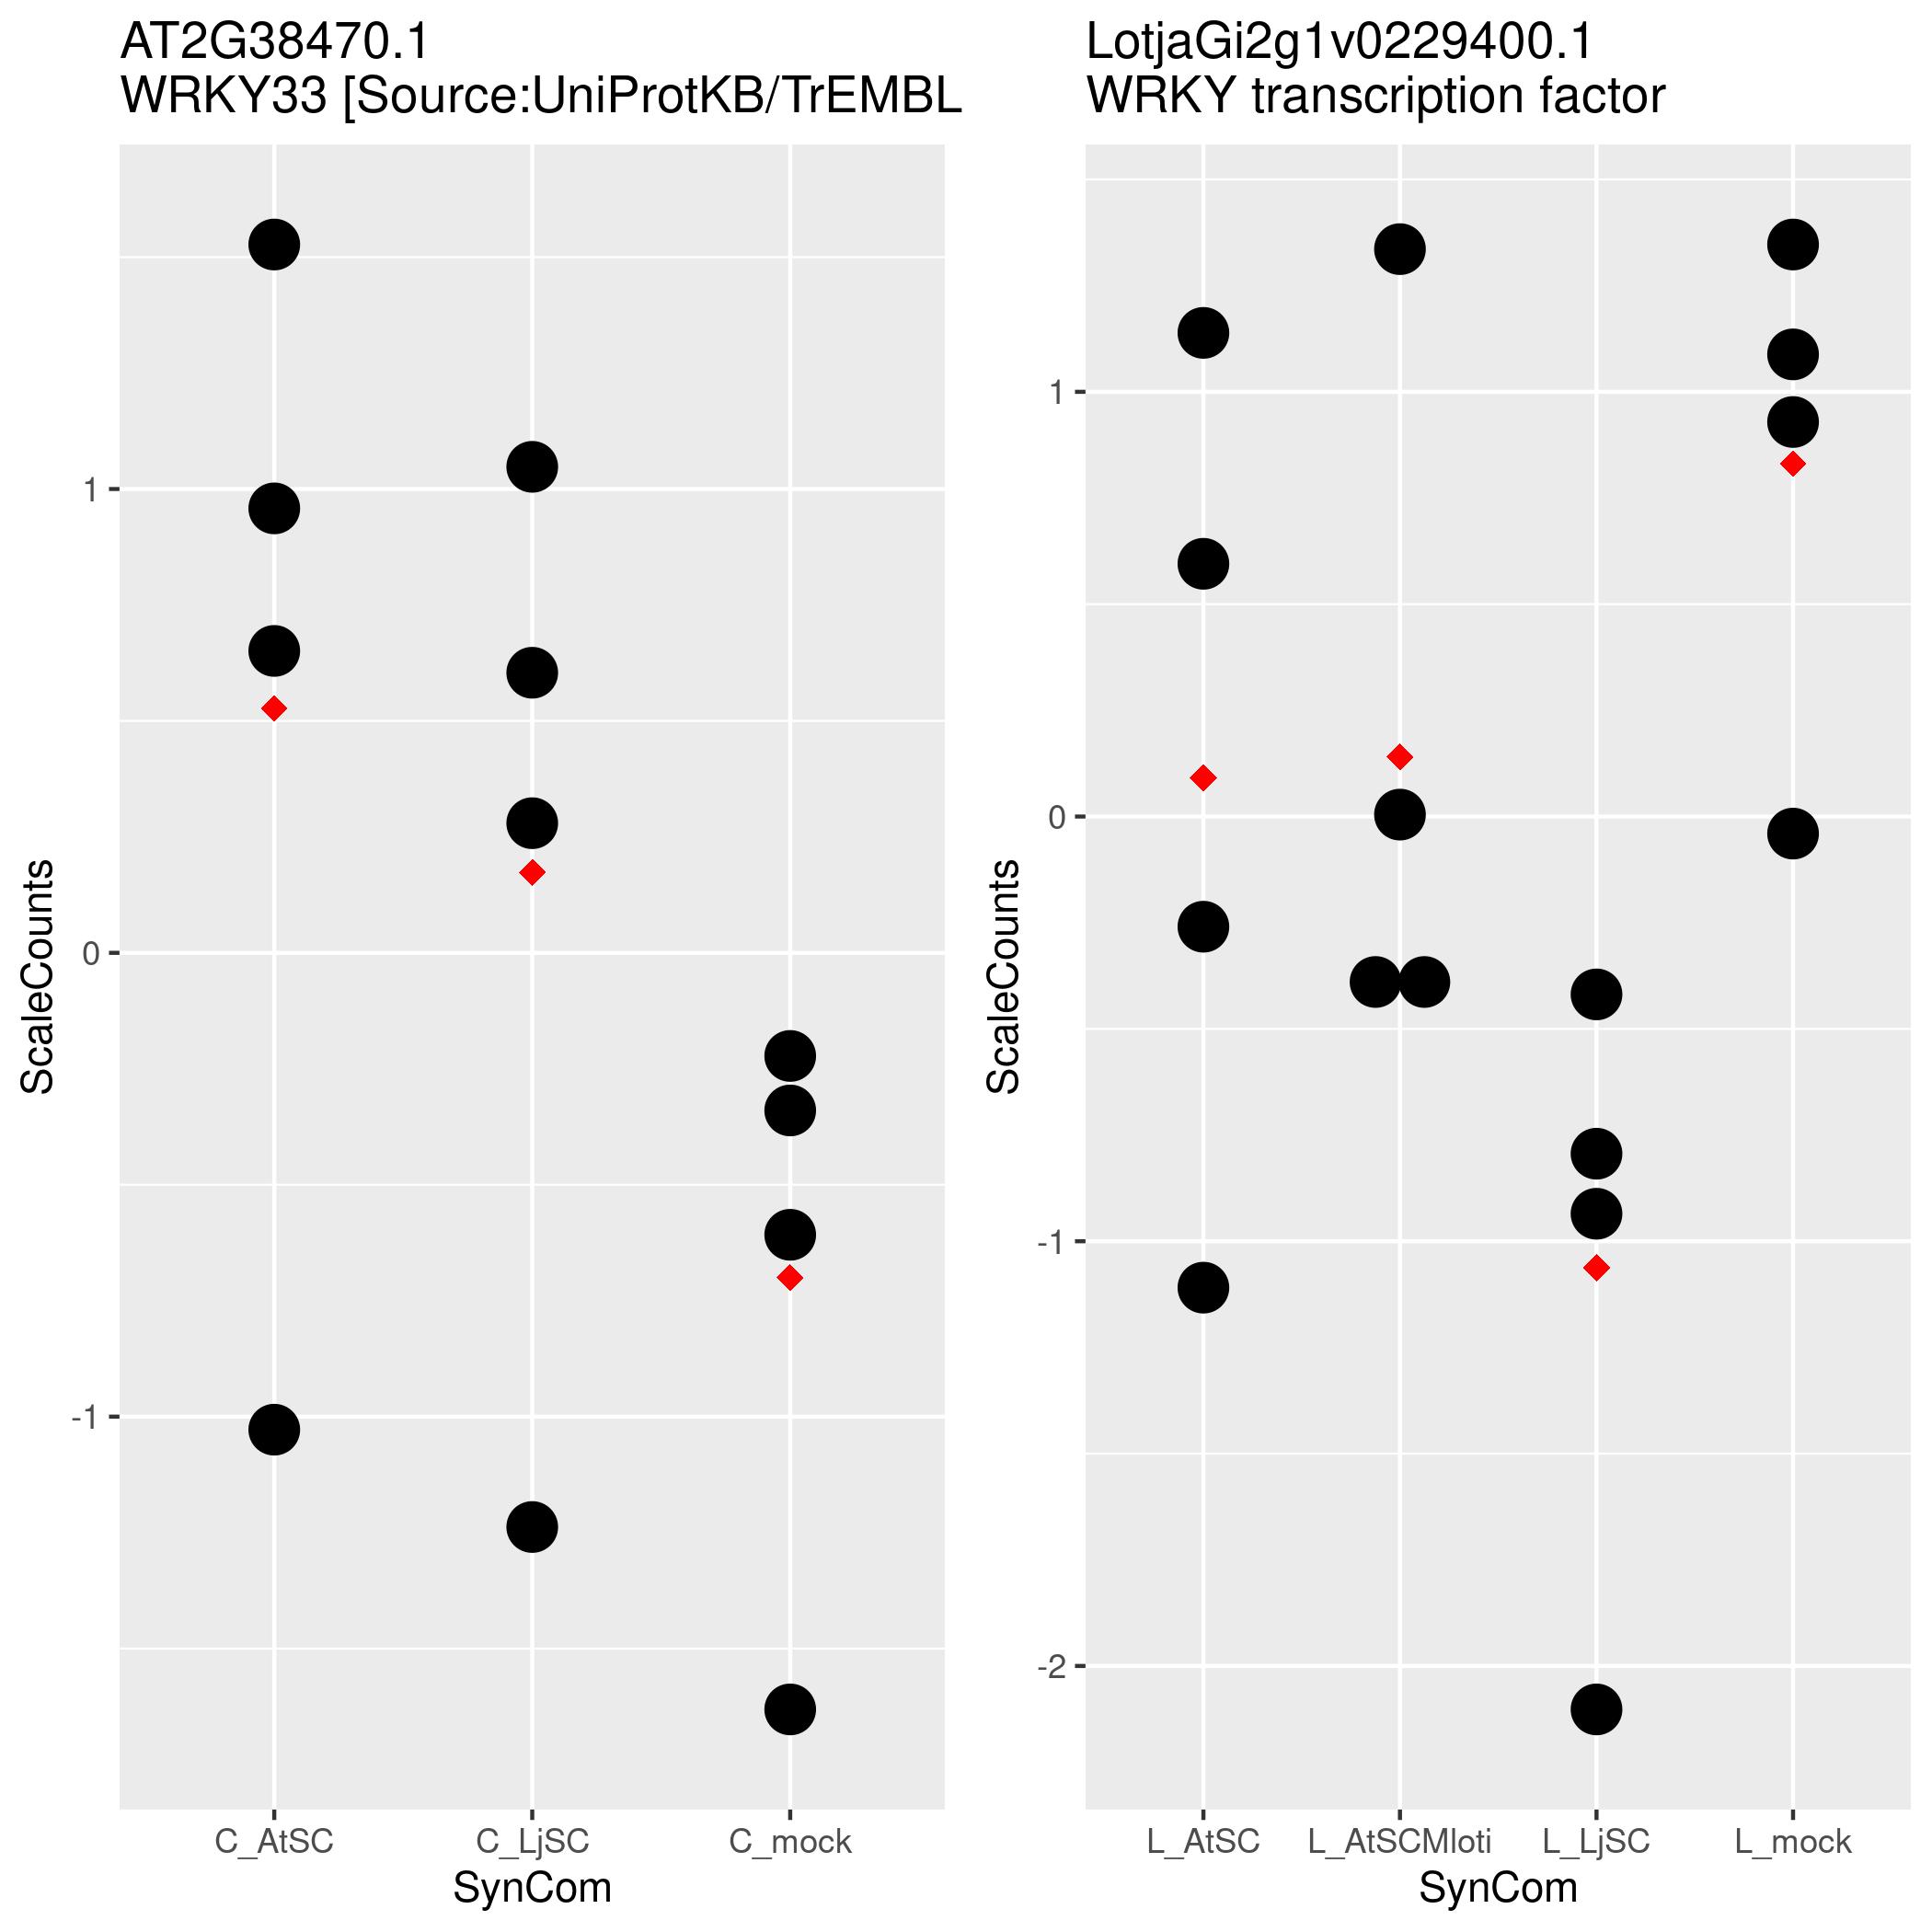 AT2G38470.1
WRKY33 [Source:UniProtKB/TrEMBL
ScaleCounts
1
0
-1
C_AtSC
C_LjSC
C_mock
SynCom
LotjaGi2g1v0229400.1
WRKY transcription factor
ScaleCounts
1
0
-1
-2
L_AtSC
L_AtSCMloti
L_LjSC
L_mock
SynCom